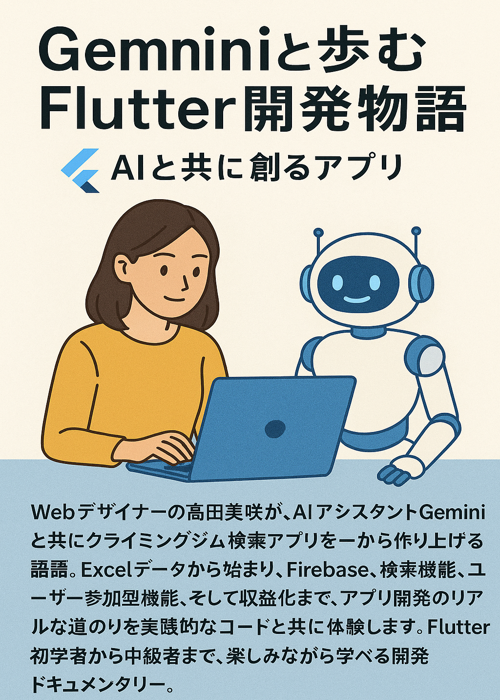 Gemniniと歩む
Flutter開発物語
AIと共に創るアプリ
Webデザイナーの高田美咲が、AIアシスタントGemini
と共にクライミングジム検索アプリを一から作り上げる
語語。Excelデータから始まり、Firebase、検索機能、ユ
ーザー参加型機能、そして収益化まで、アプリ開発のリア
ルな道のりを実践的なコードと共に体験します。Flutter
初学者から中級者まで、楽しみながら学べる開発
ドキュメンタリー。